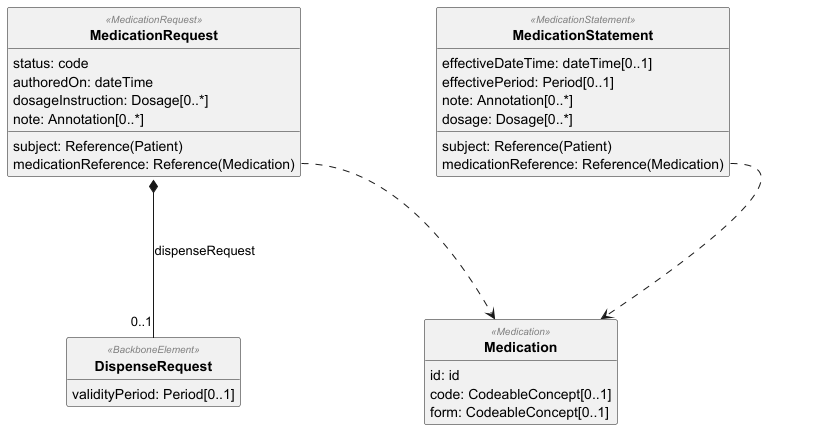 «MedicationRequest»
MedicationRequest
status: code
authoredOn: dateTime
dosageInstruction: Dosage[0..*]
note: Annotation[0..*]
subject: Reference(Patient)
medicationReference: Reference(Medication)
«MedicationStatement»
MedicationStatement
effectiveDateTime: dateTime[0..1]
effectivePeriod: Period[0..1]
note: Annotation[0..*]
dosage: Dosage[0..*]
subject: Reference(Patient)
medicationReference: Reference(Medication)
dispenseRequest
0..1
«BackboneElement»
DispenseRequest
validityPeriod: Period[0..1]
«Medication»
Medication
id: id
code: CodeableConcept[0..1]
form: CodeableConcept[0..1]